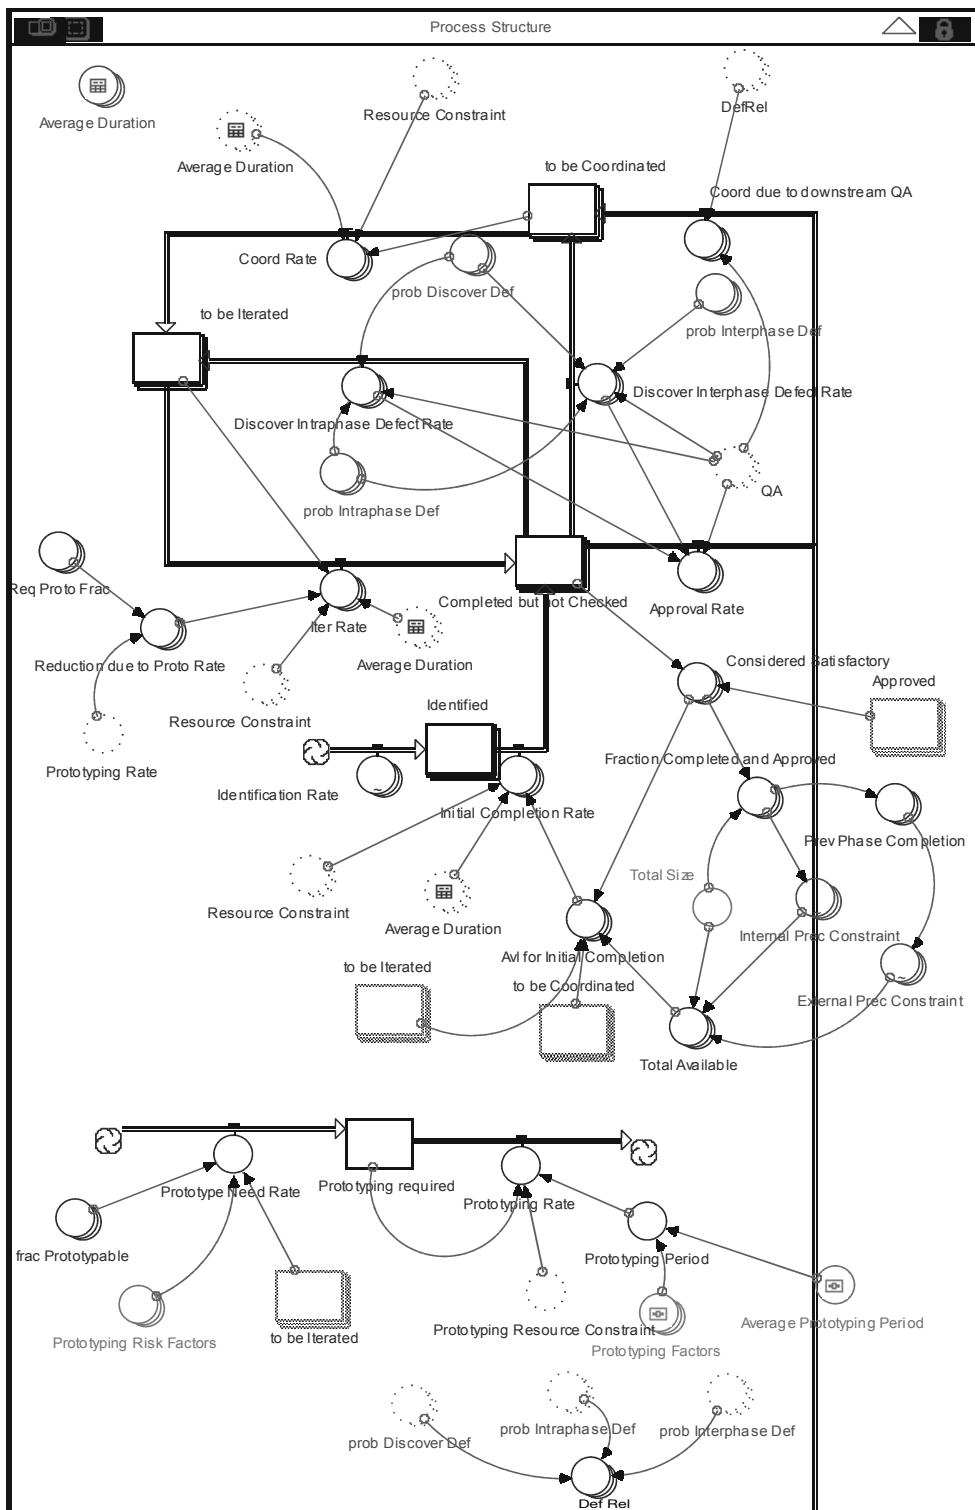 Process Structure
Average Duration
Resource Constraint
DefRel
Average Duration
to be Coordinated
Coord due to downstream QA
Coord Rate
prob Discover Def
prob Interphase Def
to be Iterated
Discover Interphase Defect Rate
Discover Intraphase Defect Rate
QA
prob Intraphase Def
Req Proto Frac
Completed but not Checked
Approval Rate
Iter Rate
Reduction due to Proto Rate
Average Duration
Considered Satisfactory
Approved
Resource Constraint
Identified
Prototyping Rate
Fraction Completed and Approved
Identification Rate
Initial Completion Rate
Prev Phase Completion
Total Size
Resource Constraint
Average Duration
Internal Prec Constraint
Avl for Initial Completion
to be Iterated
to be Coordinated
External Prec Constraint
Total Available
Prototype Need Rate
Prototyping required
Prototyping Rate
frac Prototypable
Prototyping Period
Prototyping Risk Factors
to be Iterated
Prototyping Resource Constraint
Average Prototyping Period
Prototyping Factors
prob Discover Def
prob Intraphase Def
prob Interphase Def
Def Rel